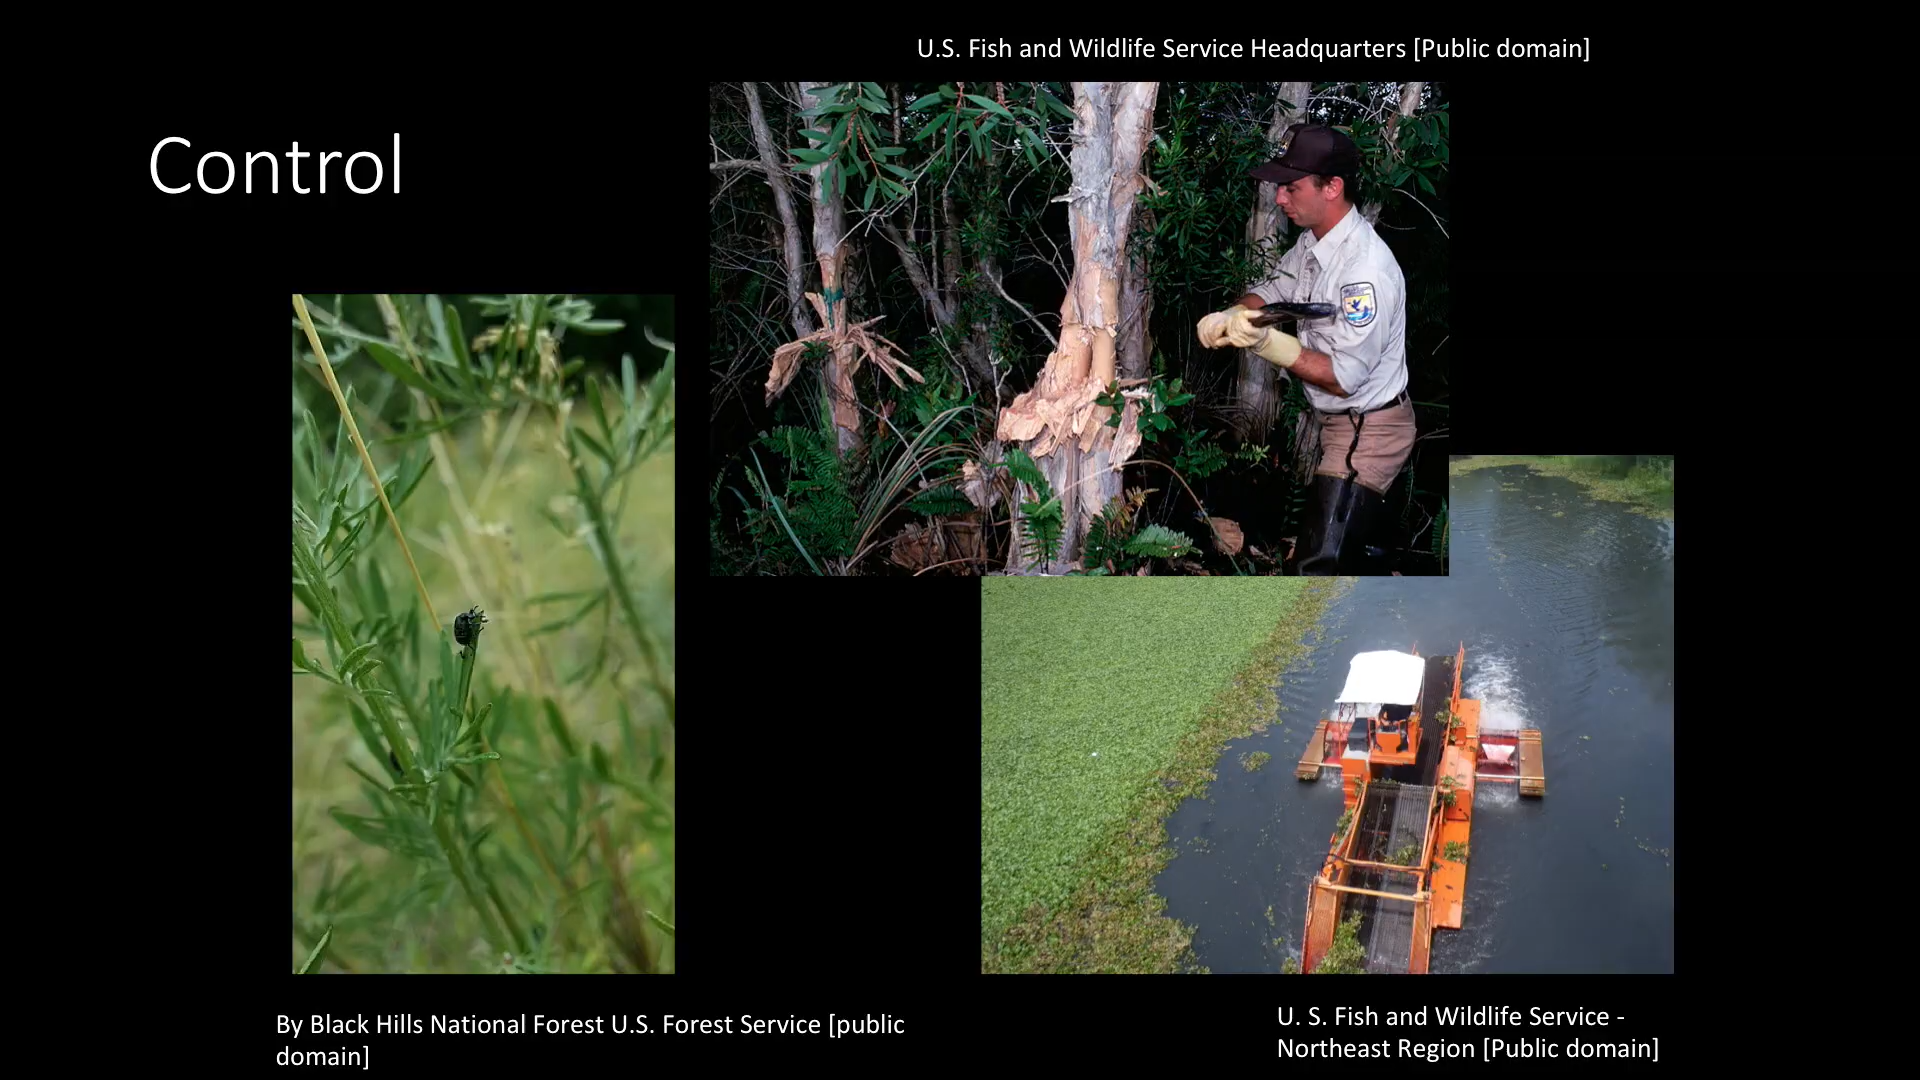 U.S. Fish and Wildlife Service Headquarters [Public domain]
Control
By Black Hills National Forest U.S. Forest Service [public
domain]
U. S. Fish and Wildlife Service -
Northeast Region [Public domain]